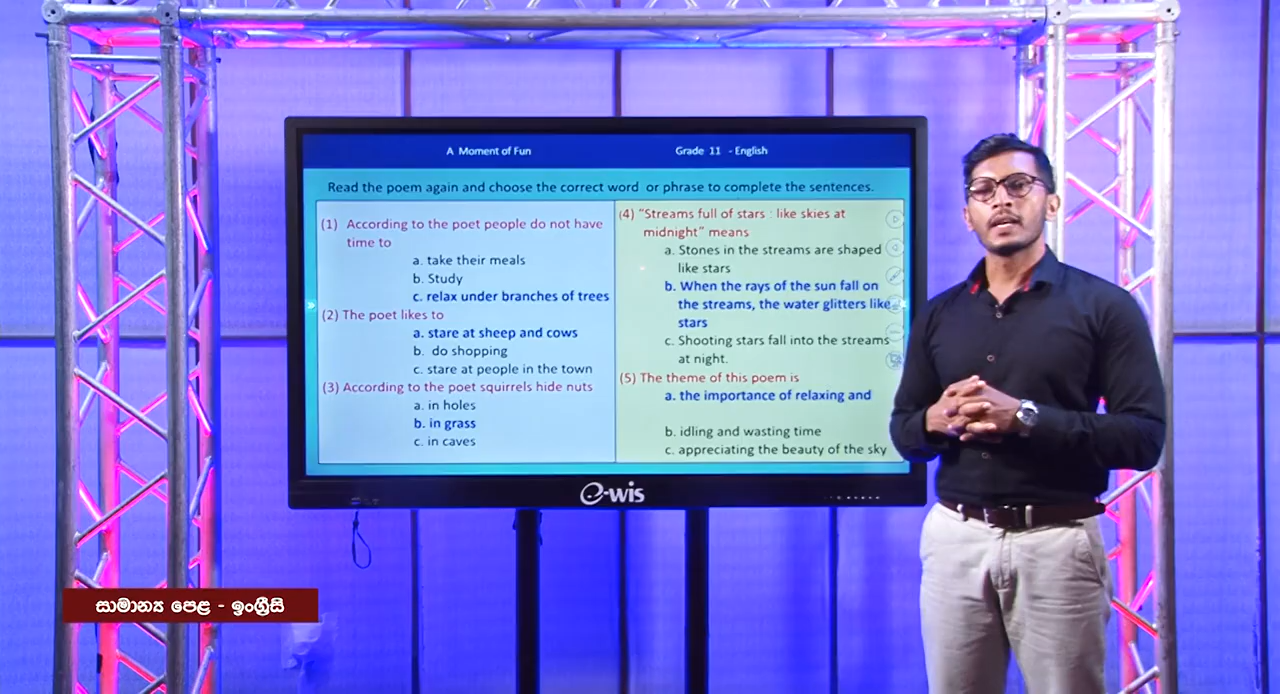 A Moment of Fun
Grade 11 - English
Read the poem again and choose the correct word or phrase to complete the sentences.
(1) According to the poet people do not have
time to
a. take their meals
b. Study
c. relax under branches of trees
(2) The poet likes to
a. stare at sheep and cows
b. do shopping
c. stare at people in the town
(3) According to the poet squirrels hide nuts
a. in holes
b. in grass
c. in caves
(4) “Streams full of stars : like skies at
midnight” means
a. Stones in the streams are shaped
like stars
b. When the rays of the sun fall on
the streams, the water glitters like
stars
c. Shooting stars fall into the streams
at night.
(5) The theme of this poem is
a. the importance of relaxing and
b. idling and wasting time
c. appreciating the beauty of the sky
e-wis
සාමාන්‍ය පෙළ - ඉංග්‍රීසි